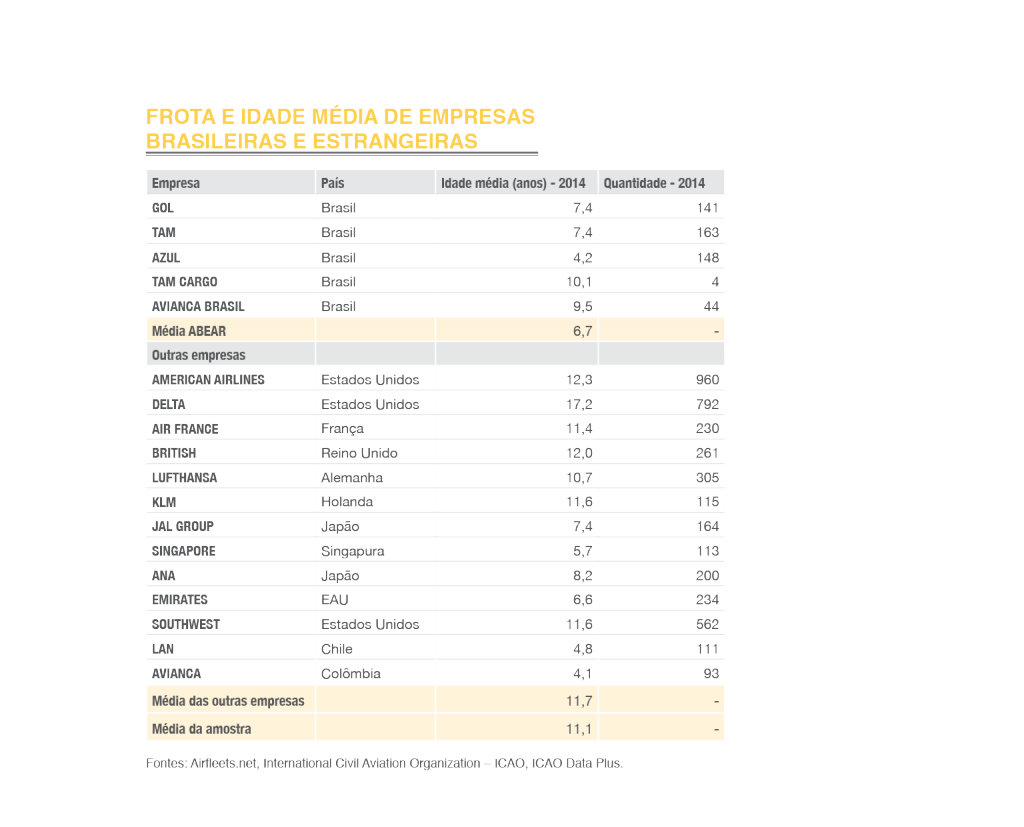 FROTA E IDADE MÉDIA DE EMPRESAS
BRASILEIRAS E ESTRANGEIRAS
Empresa País Idade média (anos) - 2014 Quantidade - 2014
GOL Brasil 7,4 141
TAM Brasil 7,4 163
AZUL Brasil 4,2 148
TAM CARGO Brasil 10,1 4
AVIANCA BRASIL Brasil 9,5 44
Média ABEAR 6,7 -
Outras empresas
AMERICAN AIRLINES Estados Unidos 12,3 960
DELTA Estados Unidos 17,2 792
AIR FRANCE França 11,4 230
BRITISH Reino Unido 12,0 261
LUFTHANSA Alemanha 10,7 305
KLM Holanda 11,6 115
JAL GROUP Japão 7,4 164
SINGAPORE Singapura 5,7 113
ANA Japão 8,2 200
EMIRATES EAU 6,6 234
SOUTHWEST Estados Unidos 11,6 562
LAN Chile 4,8 111
AVIANCA Colômbia 4,1 93
Média das outras empresas 11,7 -
Média da amostra 11,1 -
Fontes: Airfleets.net, International Civil Aviation Organization – ICAO, ICAO Data Plus.